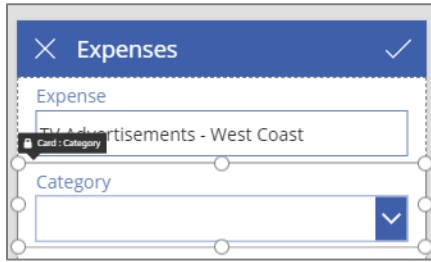 Expenses
Expense
TV Advertisements - West Coast
Card : Category
Category